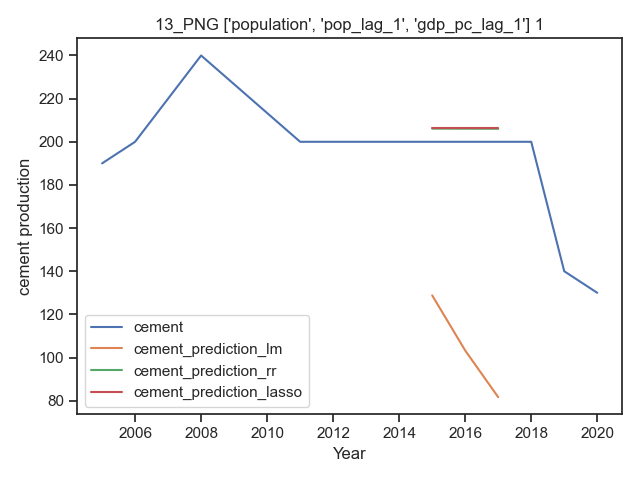 13_PNG ['population', 'pop_lag_1', 'gdp_pc_lag_1'] 1
240
220
200
180
160
140
120
100
80
cement production
cement
cement_prediction_lm
cement_prediction_rr
cement_prediction_lasso
2006 2008 2010 2012 2014 2016 2018 2020
Year